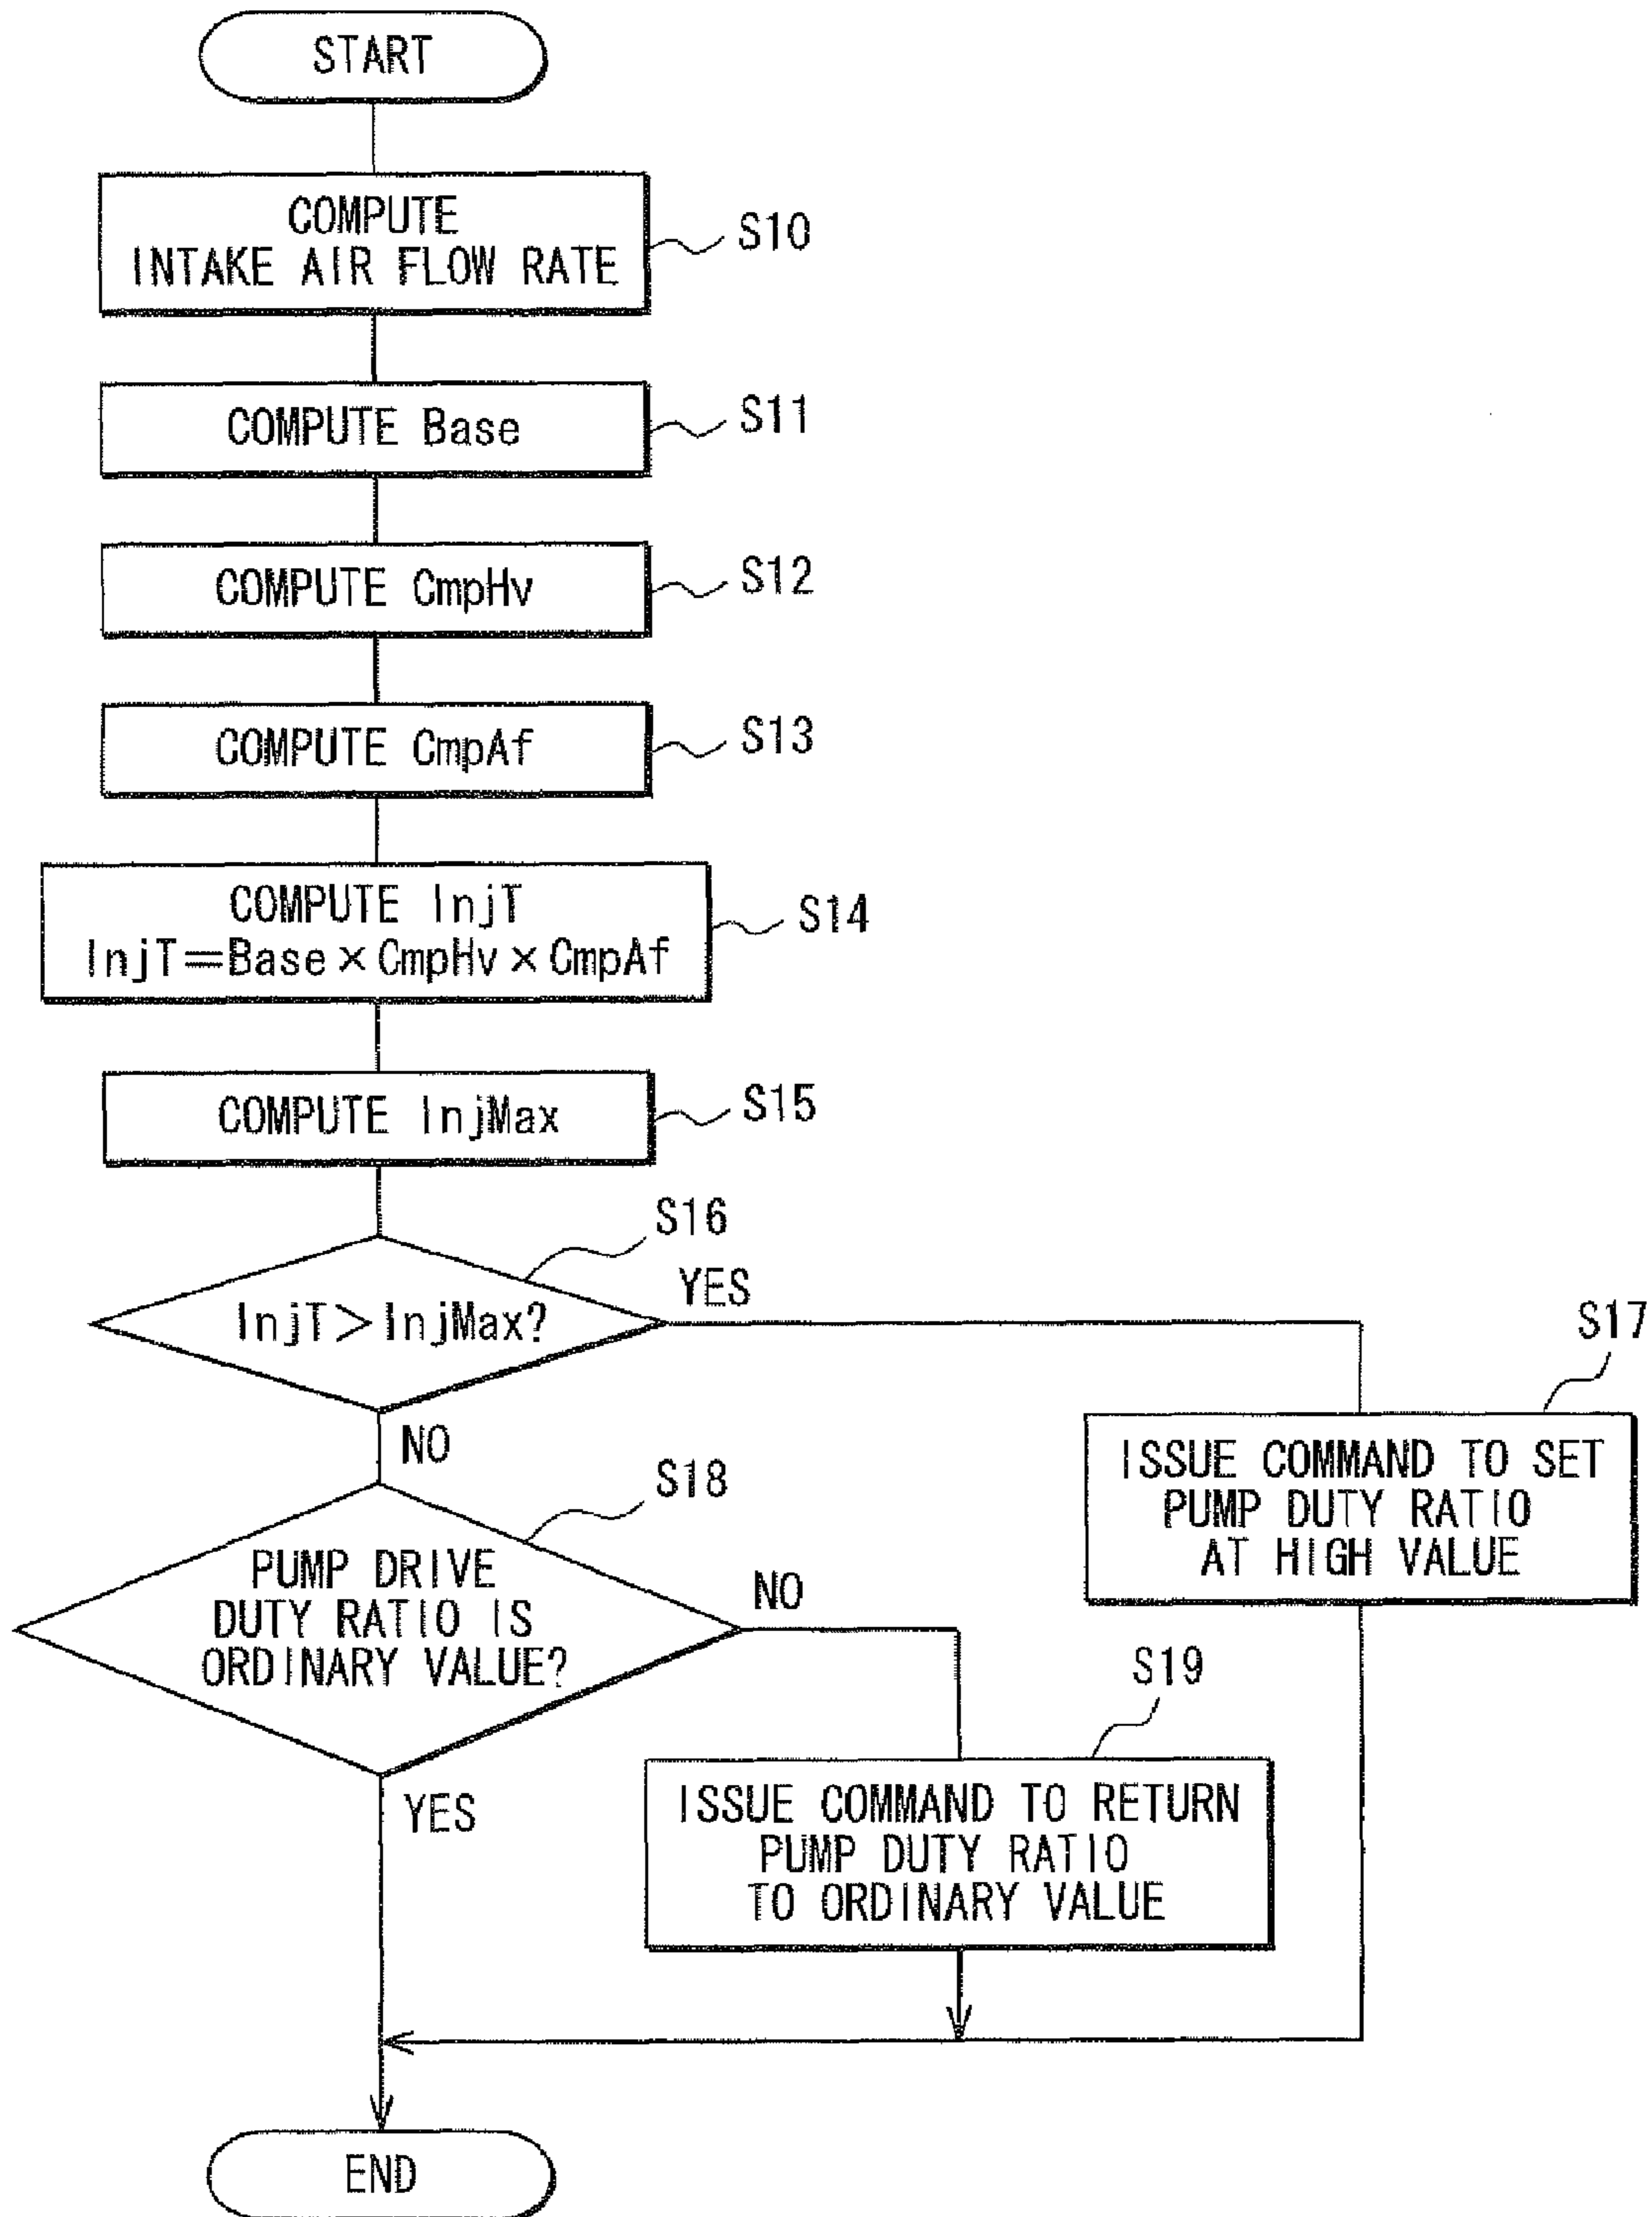 START
COMPUTE
INTAKE AIR FLOW RATE
S10
COMPUTE Base
S11
COMPUTE CmpHv
S12
COMPUTE CmpAf
S13
COMPUTE InjT
InjT=Base×CmpHv×CmpAf
S14
COMPUTE InjMax
S15
S16
InjT>InjMax?
YES
NO
S17
ISSUE COMMAND TO SET
PUMP DUTY RATIO
AT HIGH VALUE
S18
PUMP DRIVE
DUTY RATIO IS
ORDINARY VALUE?
NO
YES
S19
ISSUE COMMAND TO RETURN
PUMP DUTY RATIO
TO ORDINARY VALUE
END